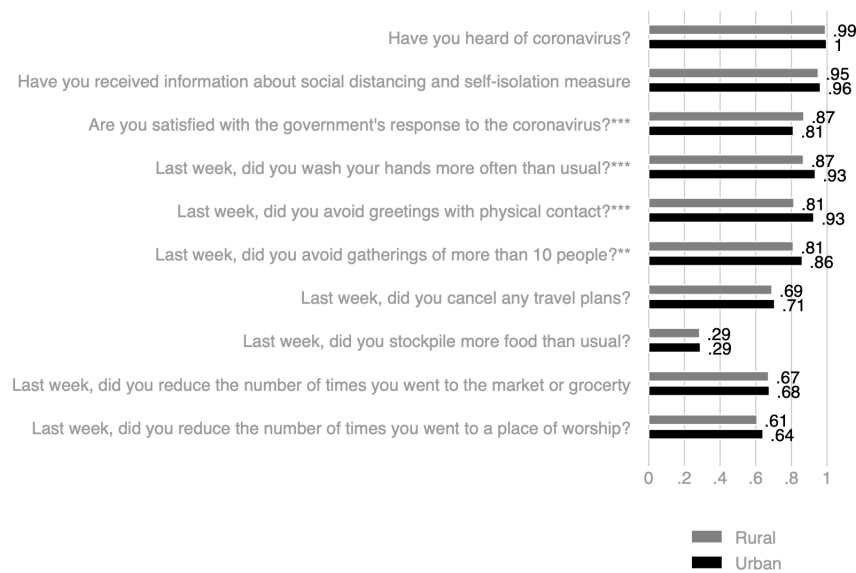 Have you heard of coronavirus?
.99
1
Have you received information about social distancing and self-isolation measure
.95
.96
Are you satisfied with the government's response to the coronavirus?***
.87
.81
Last week, did you wash your hands more often than usual?***
.87
.93
Last week, did you avoid greetings with physical contact?***
.81
.93
Last week, did you avoid gatherings of more than 10 people?**
.81
.86
Last week, did you cancel any travel plans?
.69
.71
Last week, did you stockpile more food than usual?
.29
.29
Last week, did you reduce the number of times you went to the market or grocerty
.67
.68
Last week, did you reduce the number of times you went to a place of worship?
.61
.64
0 .2 .4 .6 .8 1
Rural
Urban